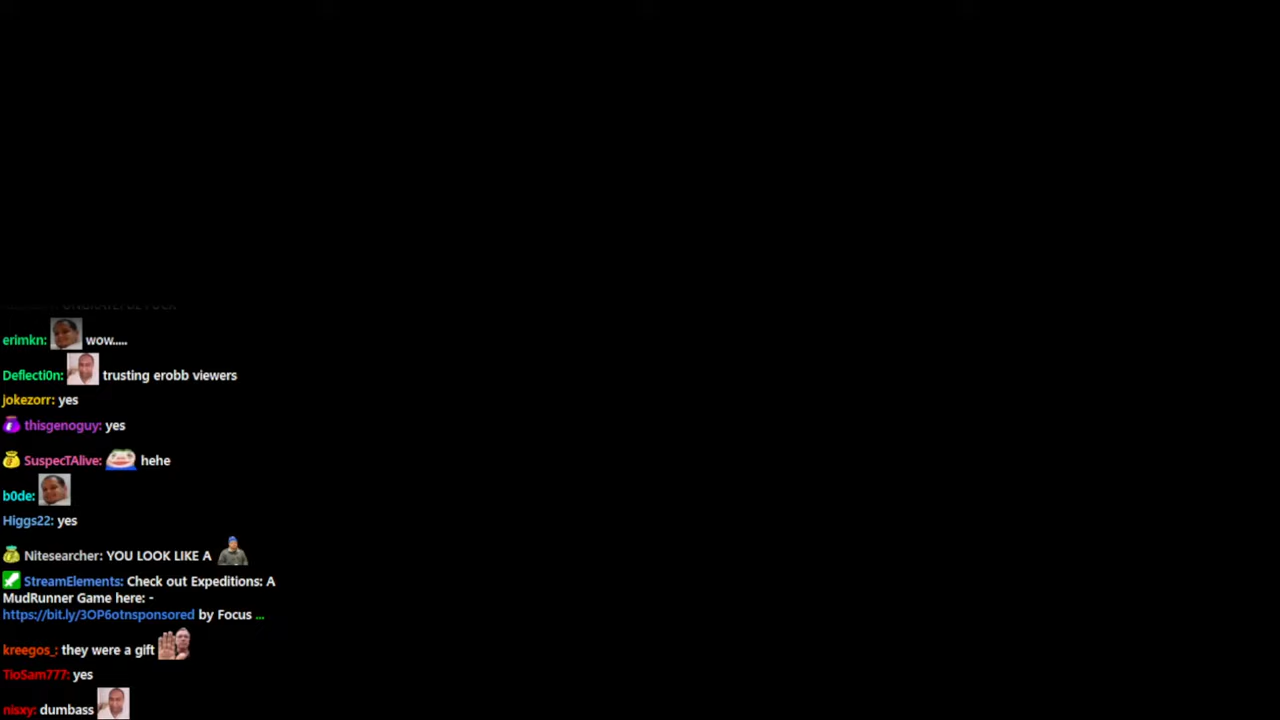 erimkn: wow.....
Deflecti0n: trusting erobb viewers
jokezorr: yes
thisgenoguy: yes
SuspecTAlive: hehe
b0de:
Higgs22: yes
Nitesearcher: YOU LOOK LIKE A
StreamElements: Check out Expeditions: A
MudRunner Game here: -
https://bit.ly/3OP6otnsponsored by Focus ...
kreegos_: they were a gift
TioSam777: yes
nisxy: dumbass